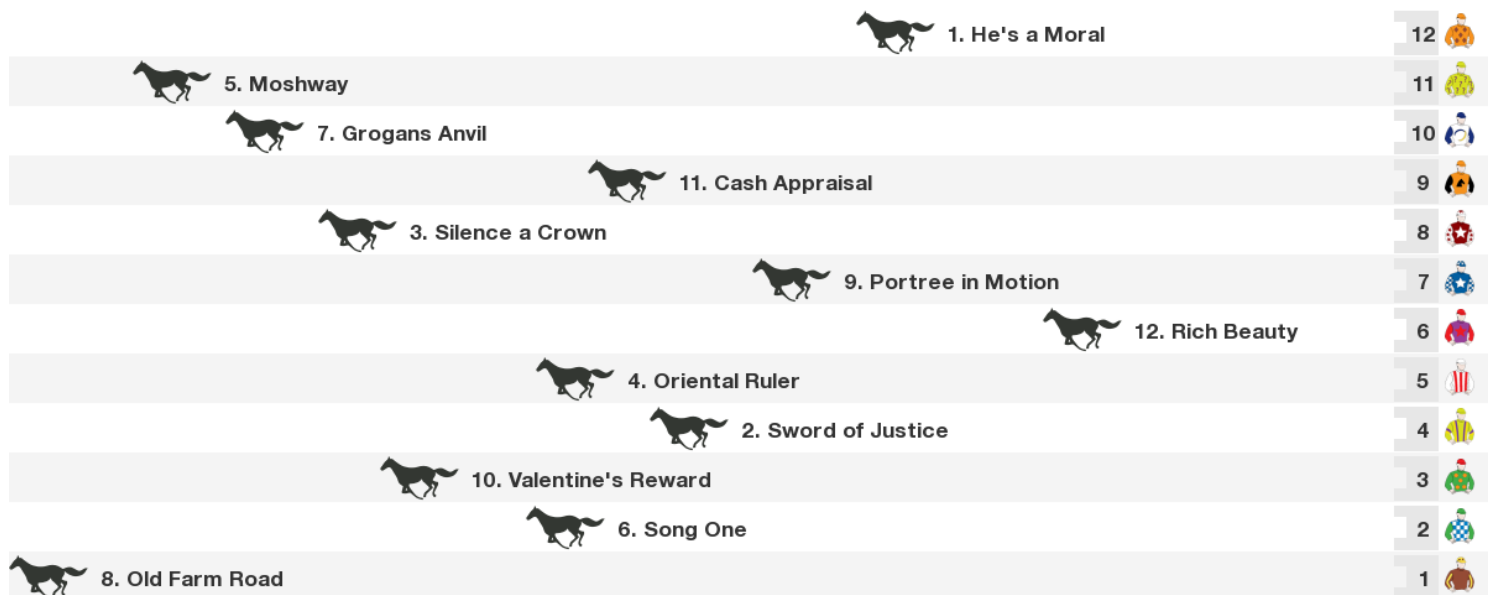 1. He's a Moral 12
5. Moshway 11
7. Grogans Anvil 10
11. Cash Appraisal 9
3. Silence a Crown 8
9. Portree in Motion 7
12. Rich Beauty 6
4. Oriental Ruler 5
2. Sword of Justice 4
10. Valentine's Reward 3
6. Song One 2
8. Old Farm Road 1